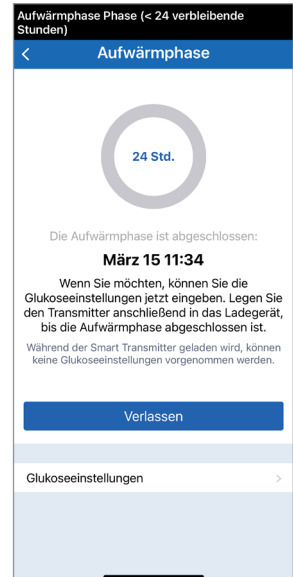 Aufwärmphase Phase (< 24 verbleibende
Stunden)
Aufwärmphase
24 Std.
Die Aufwärmphase ist abgeschlossen:
März 15 11:34
Wenn Sie möchten, können Sie die
Glukoseeinstellungen jetzt eingeben. Legen Sie
den Transmitter anschließend in das Ladegerät,
bis die Aufwärmphase abgeschlossen ist.
Während der Smart Transmitter geladen wird, können
keine Glukoseeinstellungen vorgenommen werden.
Verlassen
Glukoseeinstellungen